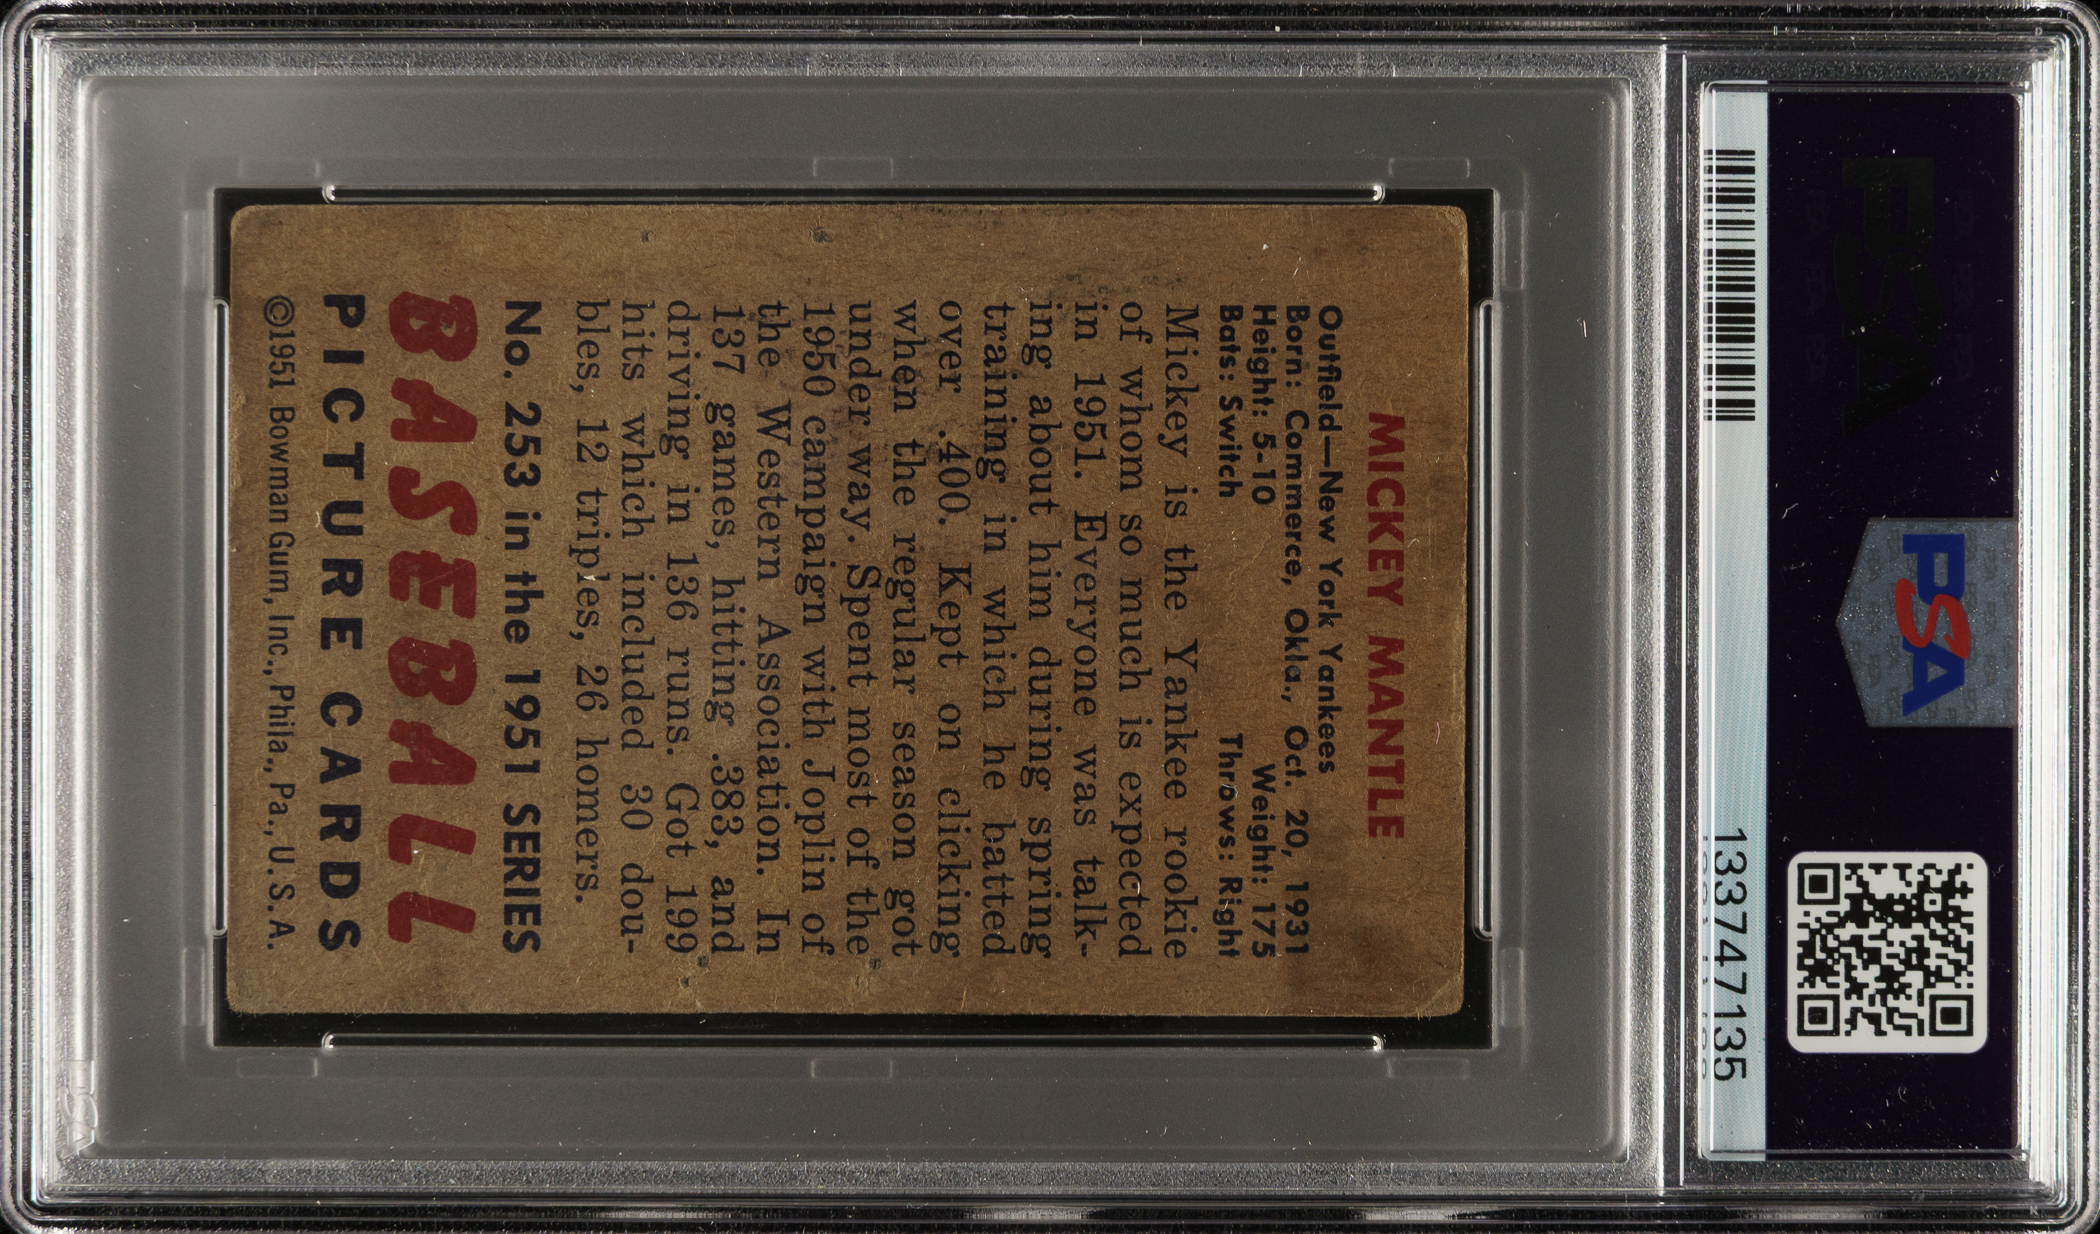 MICKEY MANTLE
Outfield—New York Yankees
Born: Commerce, Okla., Oct. 20, 1931
Height: 5-10 Weight: 175
Bats: Switch Throws: Right
Mickey is the Yankee rookie
of whom so much is expected
in 1951. Everyone was talk-
ing about him during spring
training in which he batted
over .400. Kept on clicking
when the regular season got
under way. Spent most of the
1950 campaign with Joplin of
the Western Association. In
137 games, hitting .383, and
driving in 136 runs. Got 199
hits which included 30 dou-
bles, 12 triples, 26 homers.
No. 253 in the 1951 SERIES
BASEBALL
PICTURE CARDS
©1951 Bowman Gum, Inc., Phila., Pa., U.S.A.
PSA
PSA
133747135
PSA